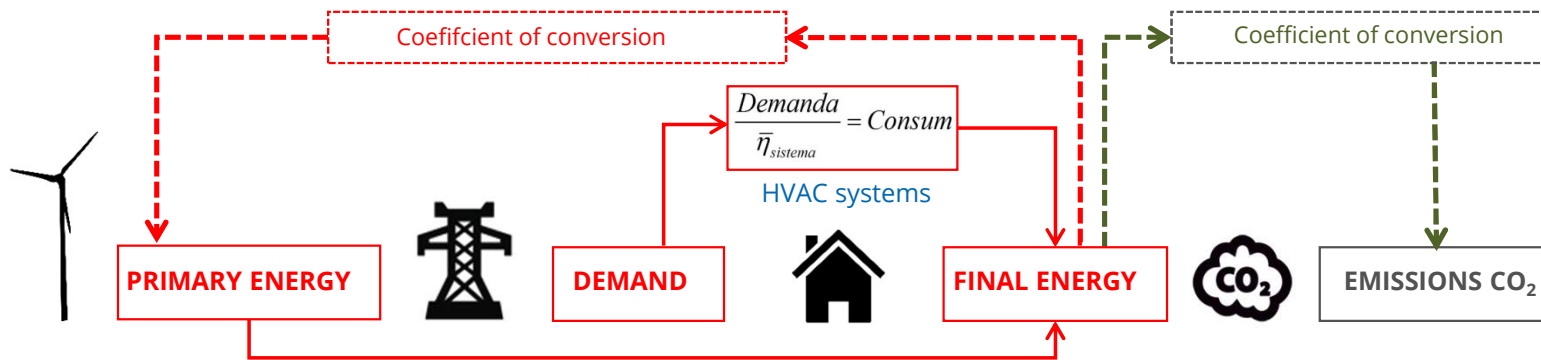 Coefifcient of conversion
Coefficient of conversion
Demanda
η̅sistema
= Consum
HVAC systems
PRIMARY ENERGY
DEMAND
FINAL ENERGY
CO₂
EMISSIONS CO₂